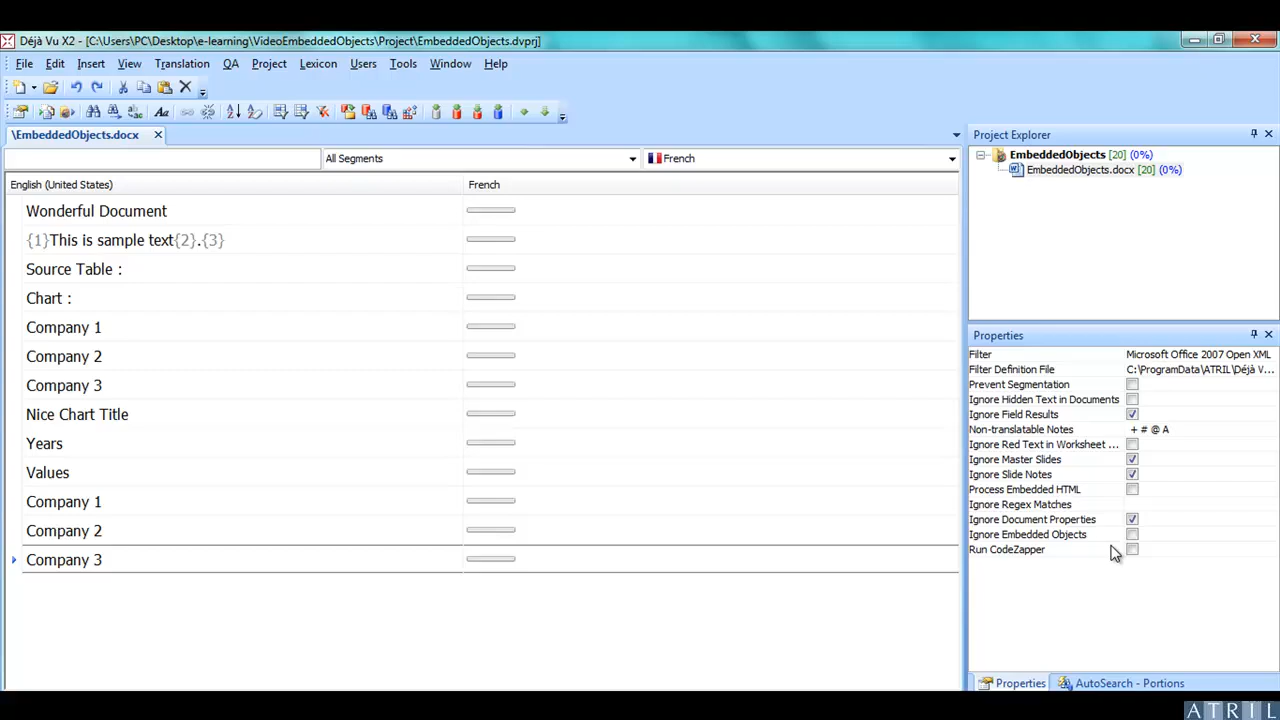 Déjà Vu X2 - [C:\Users\PC\Desktop\e-learning\VideoEmbeddedObjects\Project\EmbeddedObjects.dvprj]
File Edit Insert View Translation QA Project Lexicon Users Tools Window Help
\EmbeddedObjects.docx
All Segments
French
English (United States)
French
Wonderful Document
{1}This is sample text{2}.{3}
Source Table :
Chart :
Company 1
Company 2
Company 3
Nice Chart Title
Years
Values
Company 1
Company 2
Company 3
Project Explorer
EmbeddedObjects [20] (0%)
EmbeddedObjects.docx [20] (0%)
Properties
Filter Microsoft Office 2007 Open XML
Filter Definition File C:\ProgramData\ATRIL\Déjà V...
Prevent Segmentation
Ignore Hidden Text in Documents
Ignore Field Results
Non-translatable Notes + # @ A
Ignore Red Text in Worksheet ...
Ignore Master Slides
Ignore Slide Notes
Process Embedded HTML
Ignore Regex Matches
Ignore Document Properties
Ignore Embedded Objects
Run CodeZapper
Properties AutoSearch - Portions
ATRIL